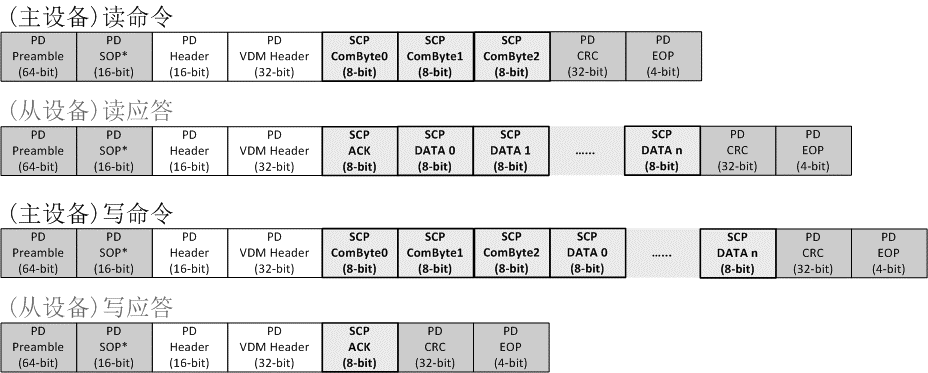 (主设备)读命令
PD PD PD PD SCP SCP SCP PD PD
Preamble SOP* Header VDM Header ComByte0 ComByte1 ComByte2 CRC EOP
(64-bit) (16-bit) (16-bit) (32-bit) (8-bit) (8-bit) (8-bit) (32-bit) (4-bit)
(从设备)读应答
PD PD PD PD SCP SCP SCP SCP PD PD
Preamble SOP* Header VDM Header ACK DATA 0 DATA 1 ...... DATA n CRC EOP
(64-bit) (16-bit) (16-bit) (32-bit) (8-bit) (8-bit) (8-bit) (8-bit) (32-bit) (4-bit)
(主设备)写命令
PD PD PD PD SCP SCP SCP SCP SCP PD PD
Preamble SOP* Header VDM Header ComByte0 ComByte1 ComByte2 DATA 0 ...... DATA n CRC EOP
(64-bit) (16-bit) (16-bit) (32-bit) (8-bit) (8-bit) (8-bit) (8-bit) (8-bit) (32-bit) (4-bit)
(从设备)写应答
PD PD PD PD SCP PD PD
Preamble SOP* Header VDM Header ACK CRC EOP
(64-bit) (16-bit) (16-bit) (32-bit) (8-bit) (32-bit) (4-bit)